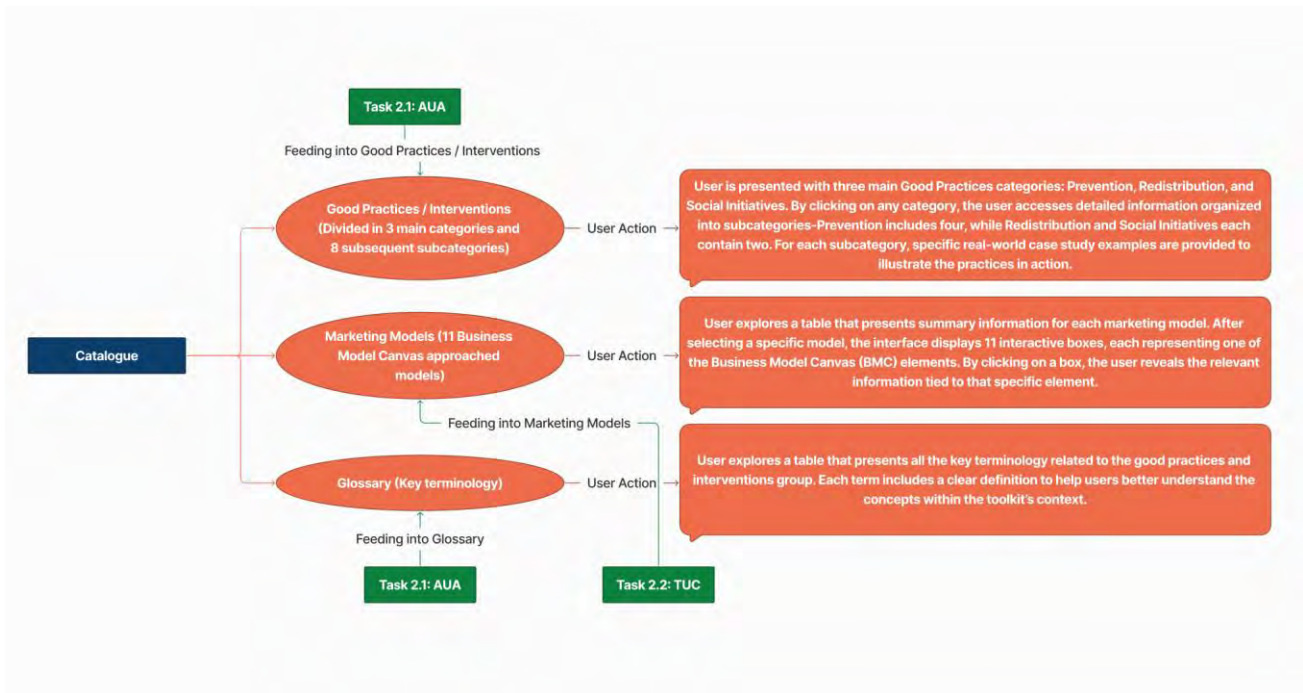 Task 2.1: AUA
Feeding into Good Practices / Interventions
Good Practices / Interventions
(Divided in 3 main categories and
8 subsequent subcategories)
User Action
User is presented with three main Good Practices categories: Prevention, Redistribution, and
Social Initiatives. By clicking on any category, the user accesses detailed information organized
into subcategories-Prevention includes four, while Redistribution and Social Initiatives each
contain two. For each subcategory, specific real-world case study examples are provided to
illustrate the practices in action.
Catalogue
Marketing Models (11 Business
Model Canvas approached
models)
User Action
User explores a table that presents summary information for each marketing model. After
selecting a specific model, the interface displays 11 interactive boxes, each representing one of
the Business Model Canvas (BMC) elements. By clicking on a box, the user reveals the relevant
information tied to that specific element.
Feeding into Marketing Models
Glossary (Key terminology)
User Action
User explores a table that presents all the key terminology related to the good practices and
interventions group. Each term includes a clear definition to help users better understand the
concepts within the toolkit's context.
Feeding into Glossary
Task 2.1: AUA
Task 2.2: TUC